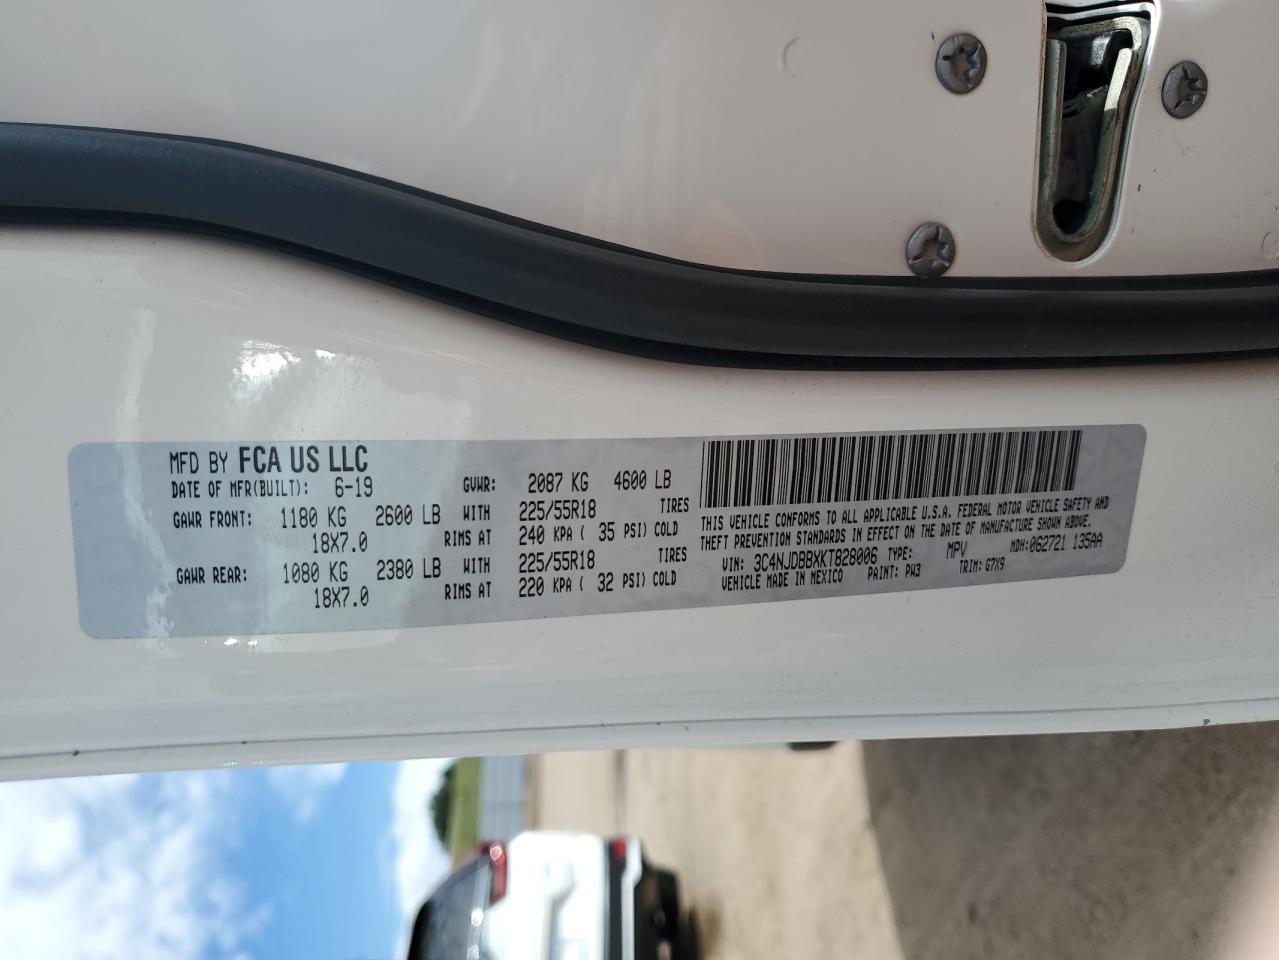 MFD BY FCA US LLC
DATE OF MFR(BUILT): 6-19 GVWR: 2087 KG 4600 LB
GAWR FRONT: 1180 KG 2600 LB WITH 225/55R18 TIRES
18X7.0 RIMS AT 240 KPA ( 35 PSI) COLD
GAWR REAR: 1080 KG 2380 LB WITH 225/55R18 TIRES
18X7.0 RIMS AT 220 KPA ( 32 PSI) COLD
THIS VEHICLE CONFORMS TO ALL APPLICABLE U.S.A. FEDERAL MOTOR VEHICLE SAFETY AND
THEFT PREVENTION STANDARDS IN EFFECT ON THE DATE OF MANUFACTURE SHOWN ABOVE.
VIN: 3C4NJDBBXKT828006 TYPE: MPV MDH:062721 135AA
VEHICLE MADE IN MEXICO PAINT: PW3 TRIM: G7X9